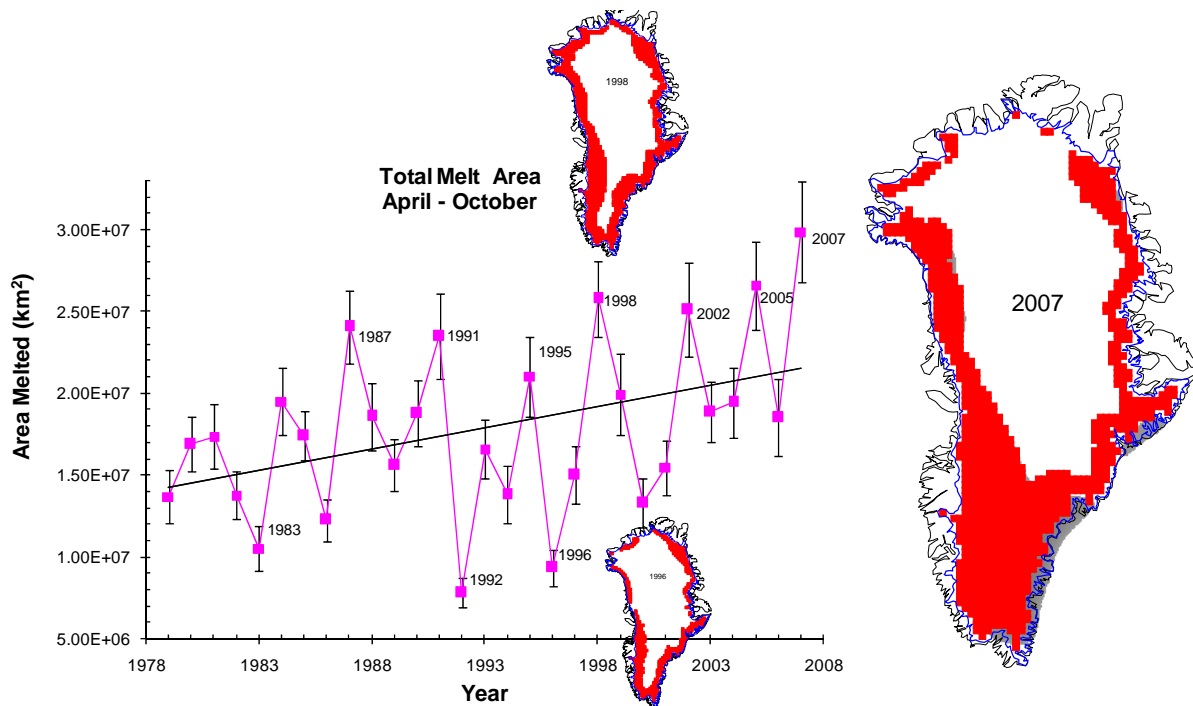 1998
Total Melt Area
April - October
3.00E+07
2.50E+07
2.00E+07
1.50E+07
1.00E+07
5.00E+06
Area Melted (km²)
1983
1987
1991
1992
1995
1996
1998
2002
2005
2007
1996
1978
1983
1988
1993
1998
2003
2008
Year
2007